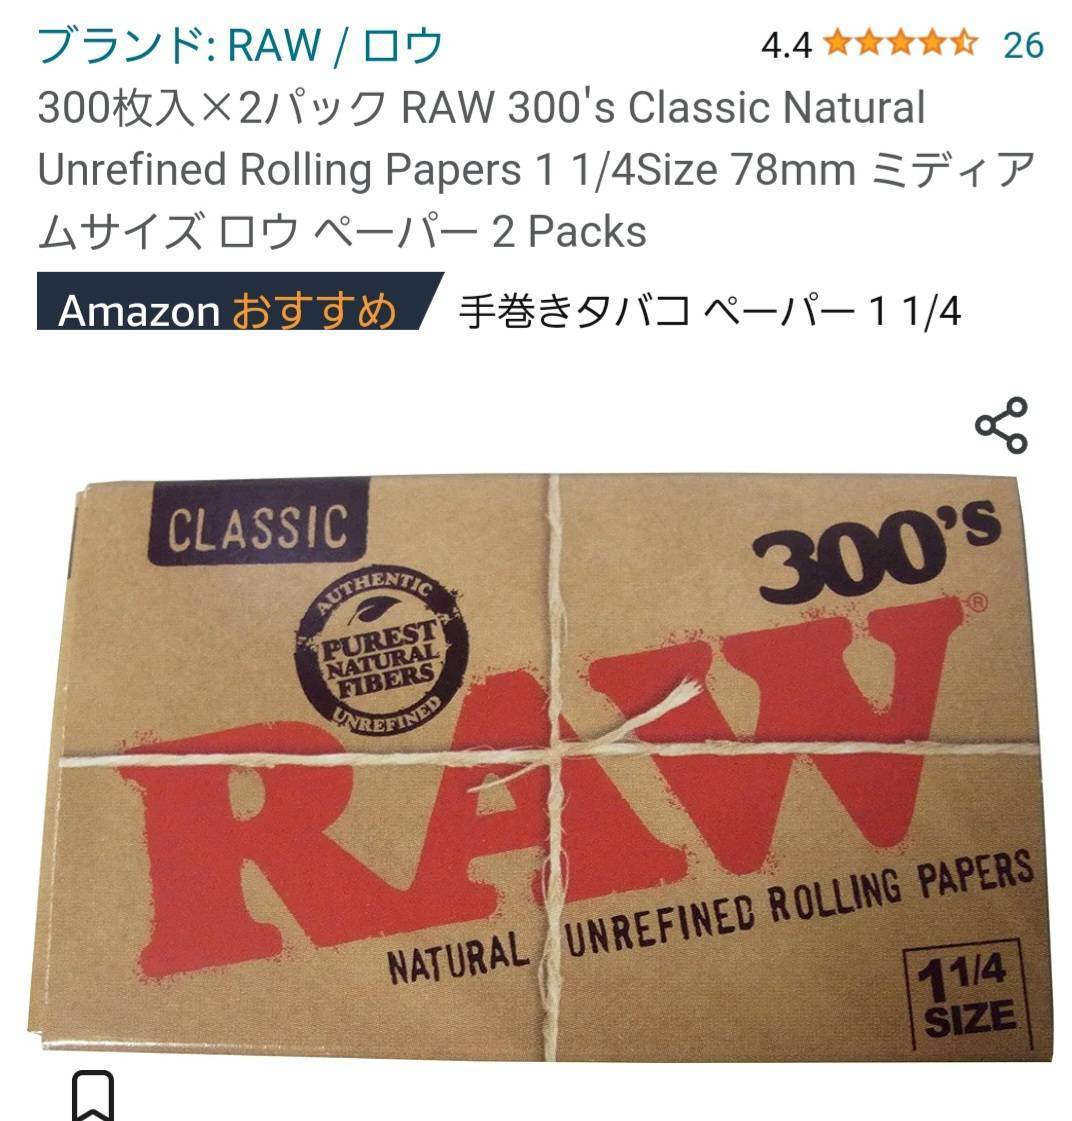 ブランド: RAW / ロウ
4.4
26
300枚入×2パック RAW 300's Classic Natural
Unrefined Rolling Papers 1 1/4Size 78mm ミディア
ムサイズ ロウ ペーパー 2 Packs
Amazon おすすめ
手巻きタバコ ペーパー 1 1/4
CLASSIC
300's
AUTHENTIC
PUREST
NATURAL
FIBERS
UNREFINED
RAW®
NATURAL UNREFINED ROLLING PAPERS
1 1/4
SIZE